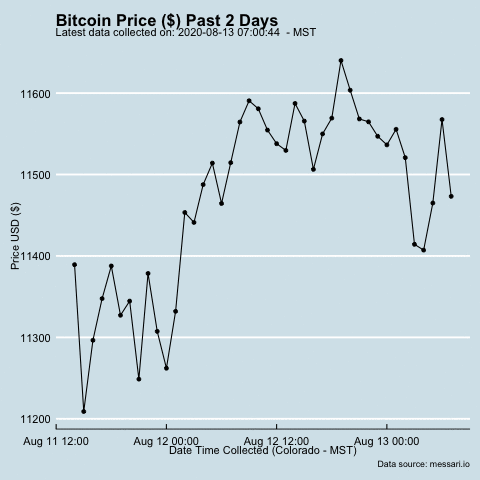 Bitcoin Price ($) Past 2 Days
Latest data collected on: 2020-08-13 07:00:44  - MST
11600
11500
11400
11300
11200
Price USD ($)
Aug 11 12:00 Aug 12 00:00 Aug 12 12:00 Aug 13 00:00
Date Time Collected (Colorado - MST)
Data source: messari.io